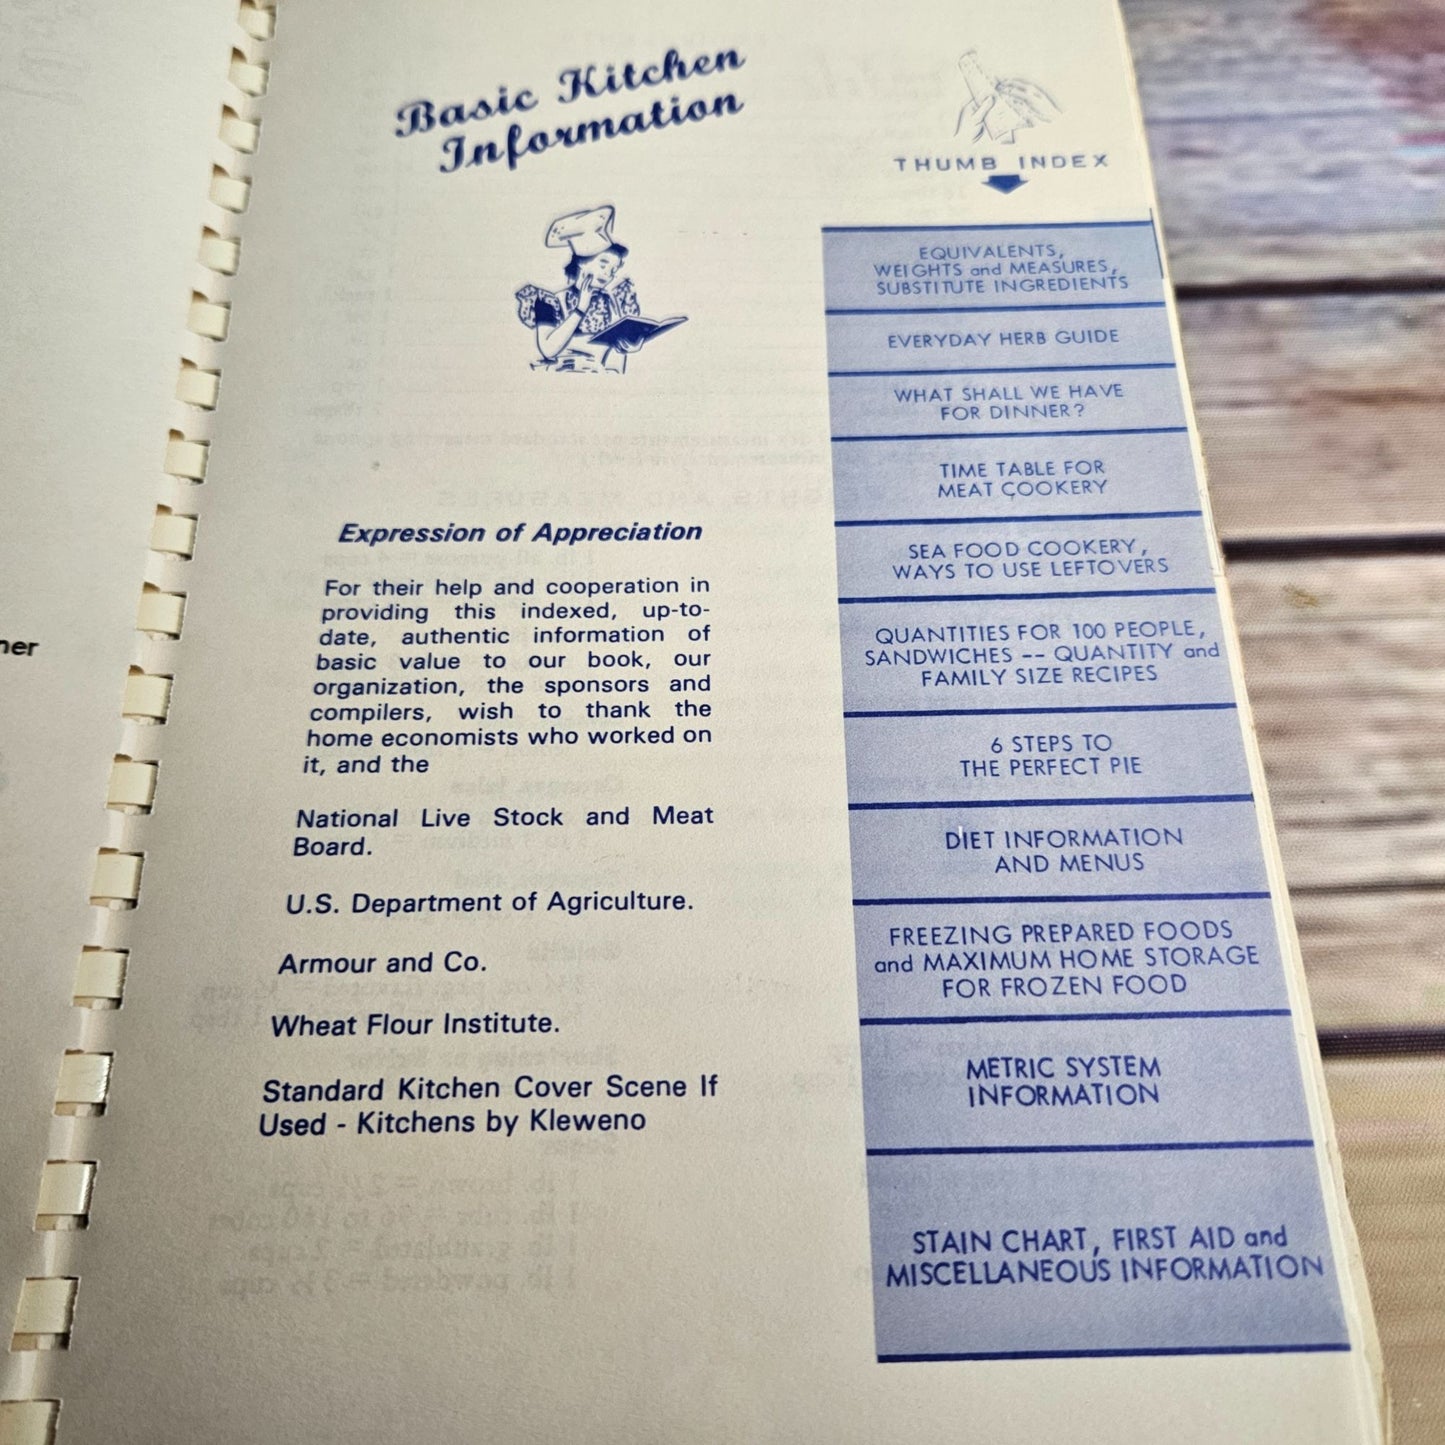 Basic Kitchen
Information
THUMB INDEX
EQUIVALENTS,
WEIGHTS and MEASURES,
SUBSTITUTE INGREDIENTS
EVERYDAY HERB GUIDE
WHAT SHALL WE HAVE
FOR DINNER?
TIME TABLE FOR
MEAT COOKERY
SEA FOOD COOKERY,
WAYS TO USE LEFTOVERS
QUANTITIES FOR 100 PEOPLE,
SANDWICHES -- QUANTITY and
FAMILY SIZE RECIPES
6 STEPS TO
THE PERFECT PIE
DIET INFORMATION
AND MENUS
FREEZING PREPARED FOODS
and MAXIMUM HOME STORAGE
FOR FROZEN FOOD
METRIC SYSTEM
INFORMATION
STAIN CHART, FIRST AID and
MISCELLANEOUS INFORMATION
Expression of Appreciation
For their help and cooperation in
providing this indexed, up-to-
date, authentic information of
basic value to our book, our
organization, the sponsors and
compilers, wish to thank the
home economists who worked on
it, and the
National Live Stock and Meat
Board.
U.S. Department of Agriculture.
Armour and Co.
Wheat Flour Institute.
Standard Kitchen Cover Scene If
Used - Kitchens by Kleweno